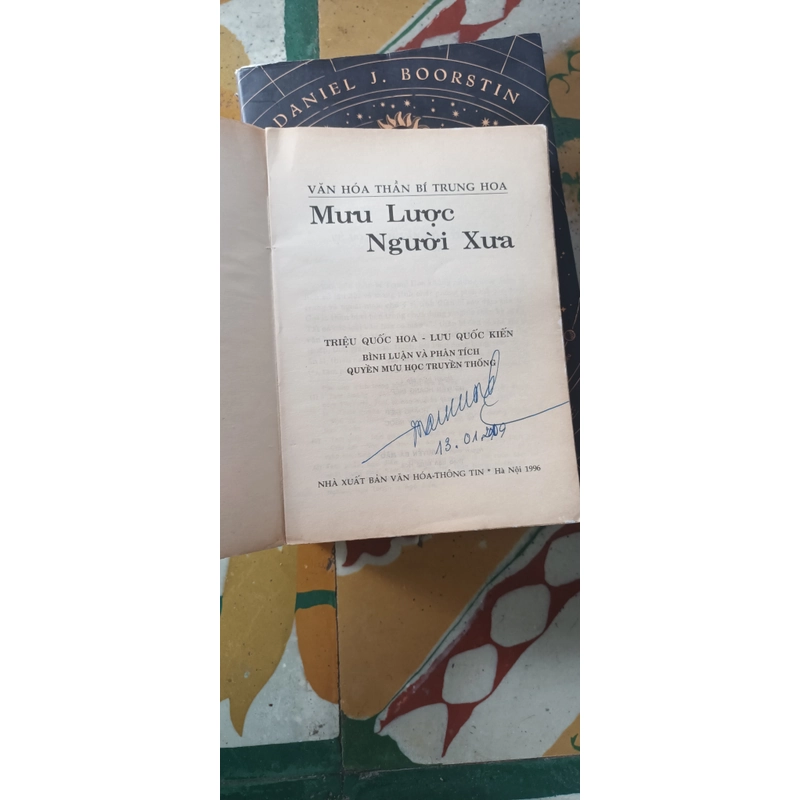 DANIEL J. BOORSTIN
VĂN HÓA THẦN BÍ TRUNG HOA
Mưu Lược
Người Xưa
TRIỆU QUỐC HOA - LƯU QUỐC KIẾN
BÌNH LUẬN VÀ PHÂN TÍCH
QUYỀN MƯU HỌC TRUYỀN THỐNG
13.01.2009
NHÀ XUẤT BẢN VĂN HÓA-THÔNG TIN * Hà Nội 1996